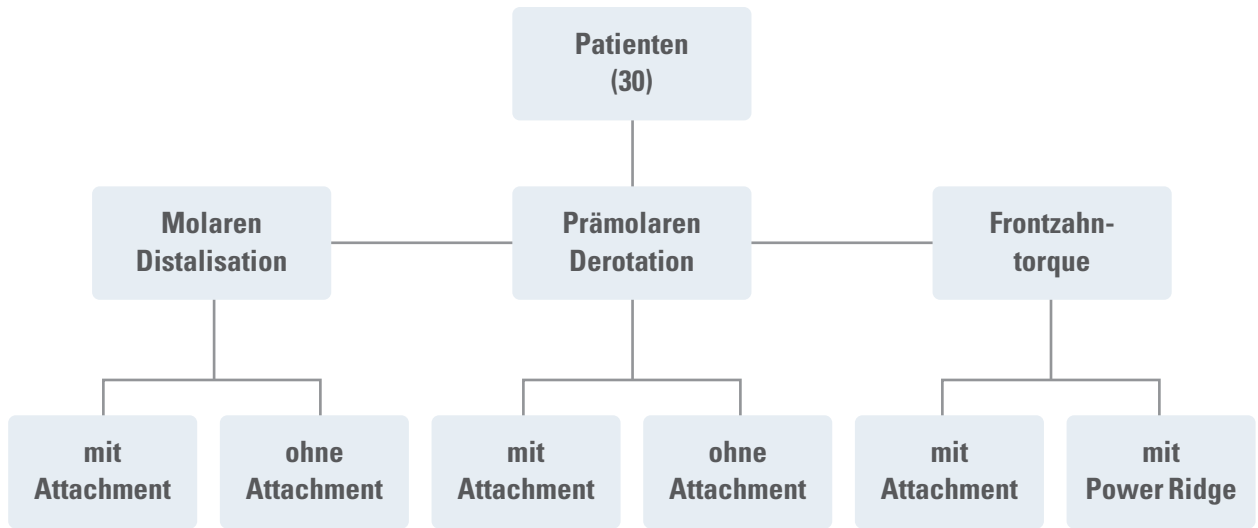 Patienten
(30)
Molaren
Distalisation
Prämolaren
Derotation
Frontzahn-
torque
mit
Attachment
ohne
Attachment
mit
Attachment
ohne
Attachment
mit
Attachment
mit
Power Ridge